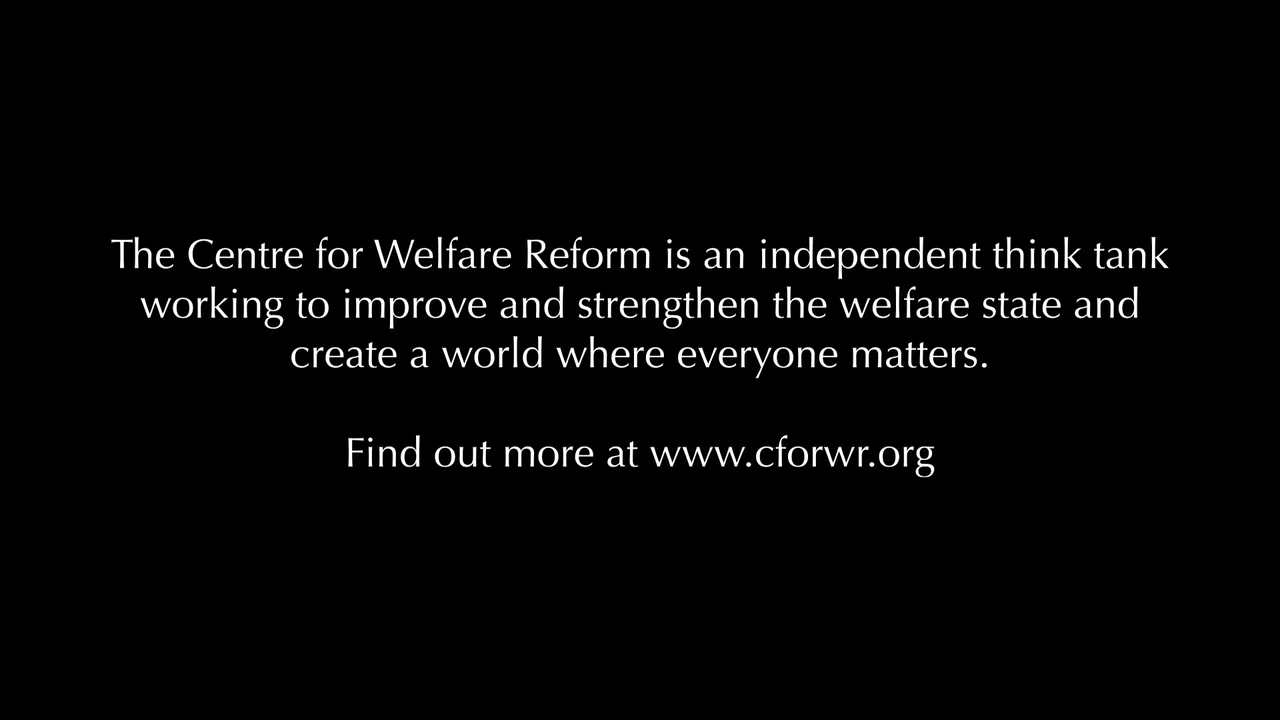 The Centre for Welfare Reform is an independent think tank
working to improve and strengthen the welfare state and
create a world where everyone matters.
Find out more at www.cforwr.org